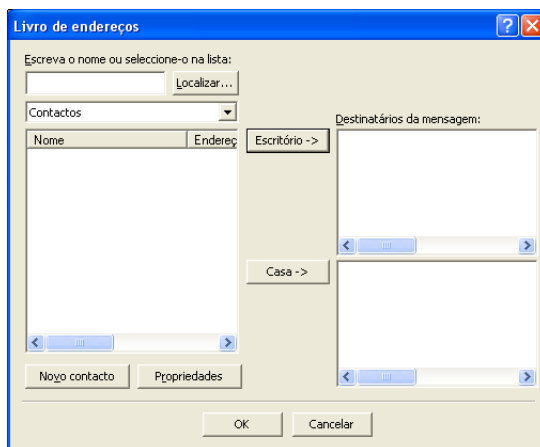 Livro de endereços
Escreva o nome ou seleccione-o na lista:
Localizar...
Contactos
Destinatários da mensagem:
Nome Endereç
Escritório ->
Casa ->
Novo contacto Propriedades
OK Cancelar